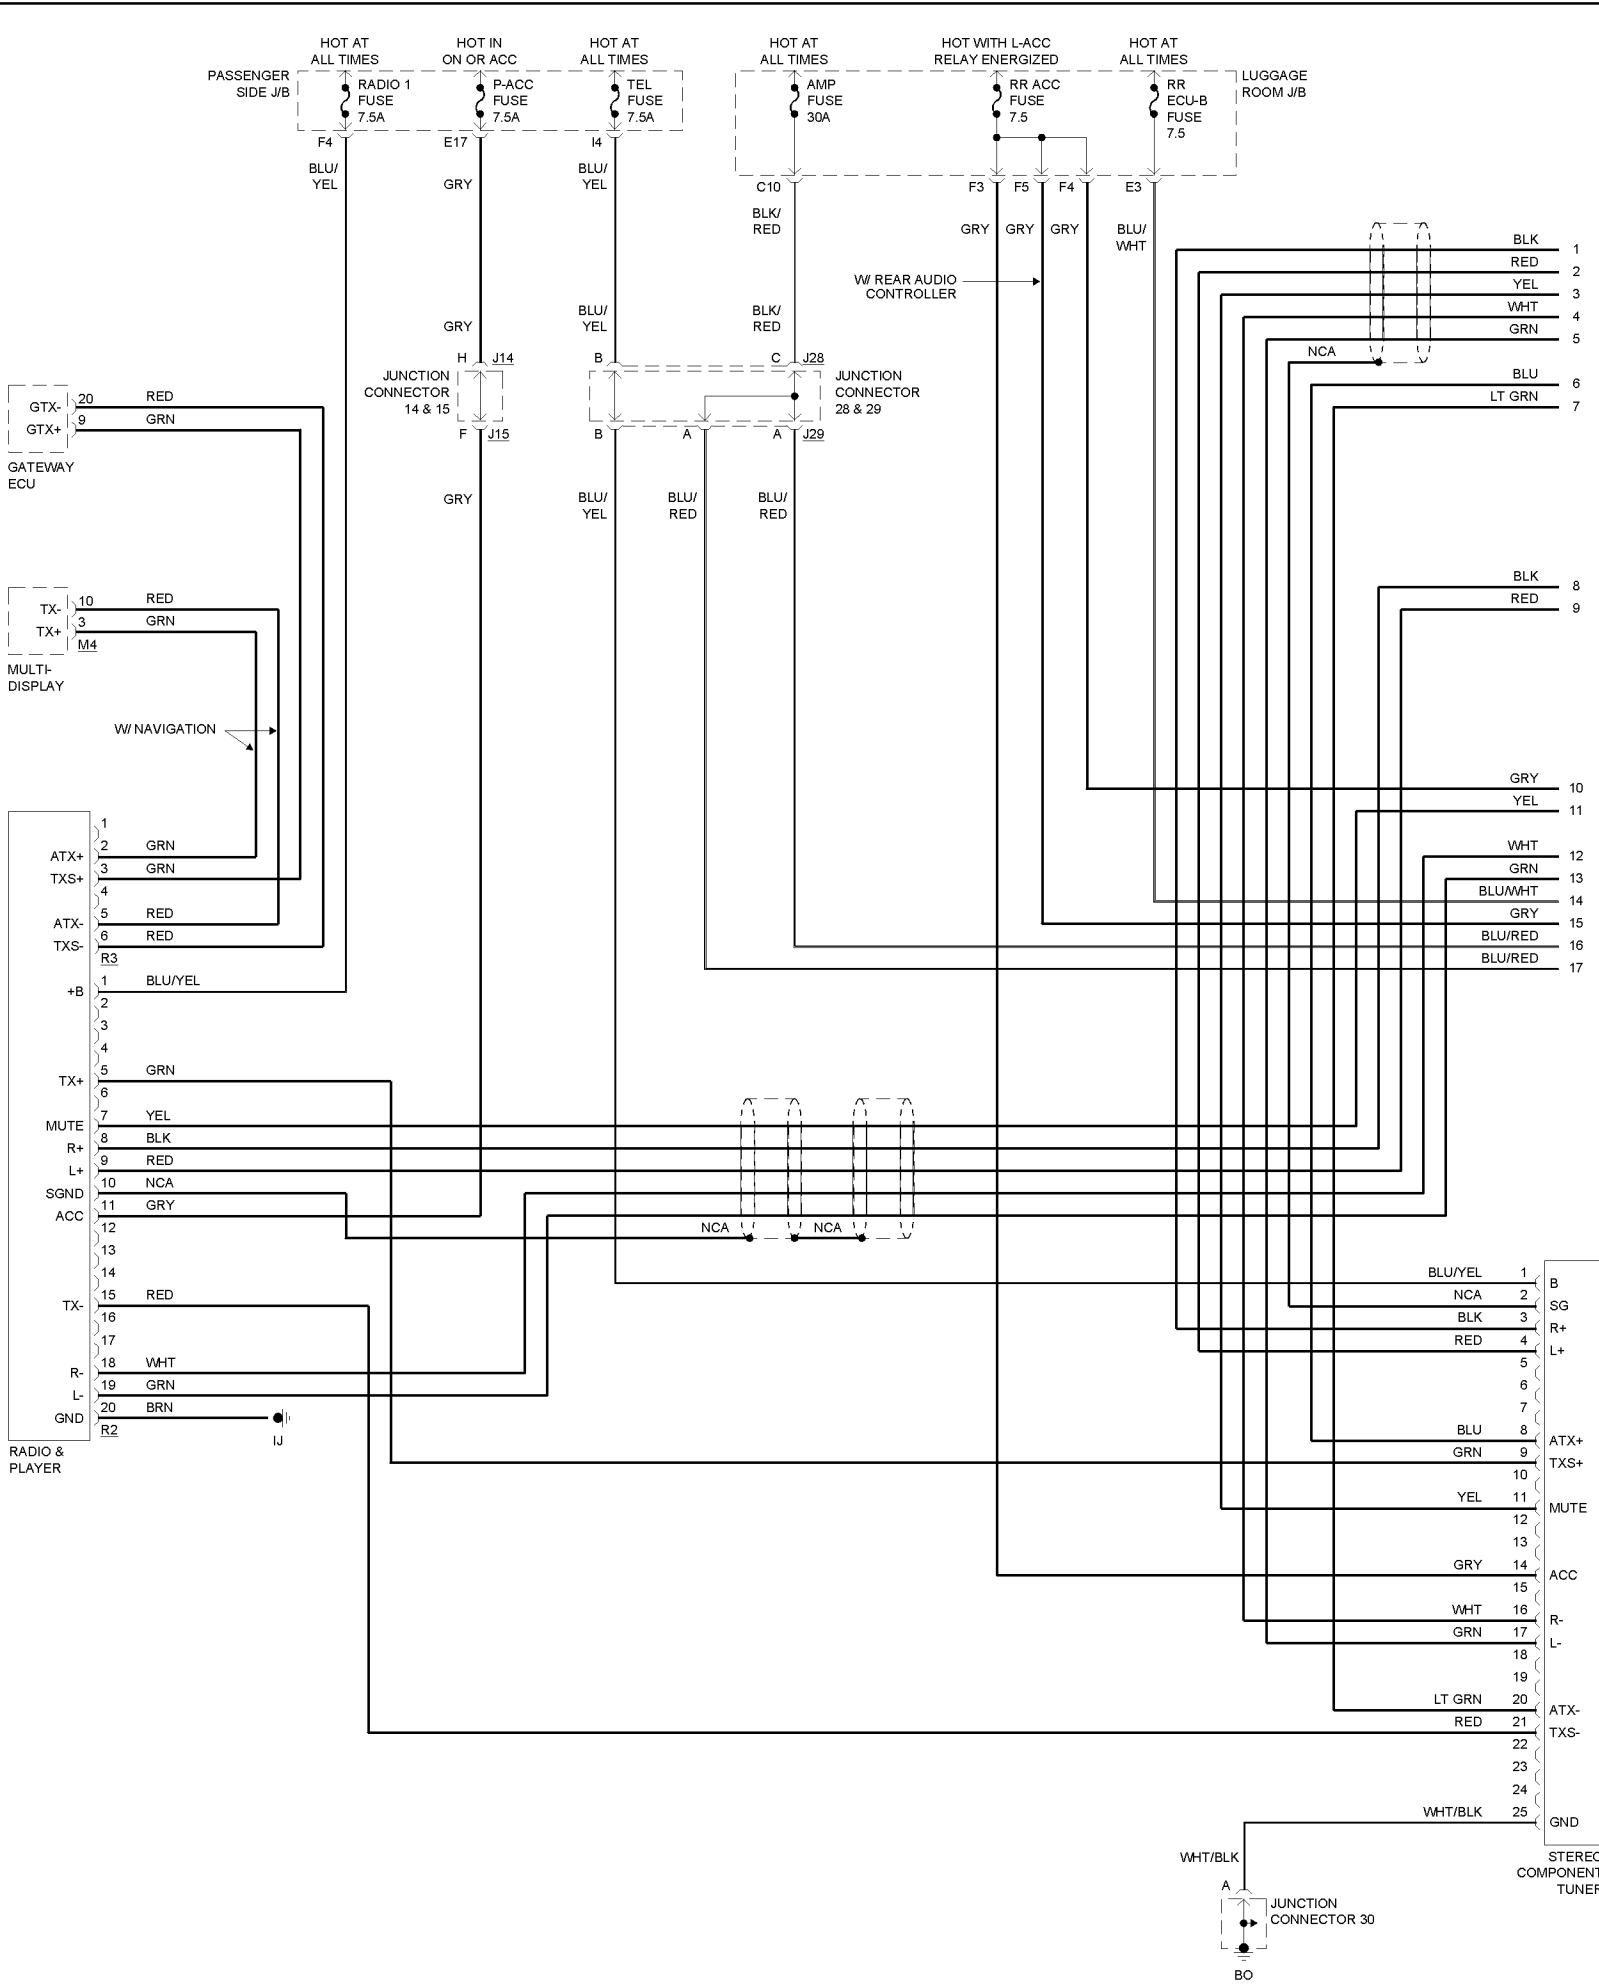 HOT AT
ALL TIMES
HOT IN
ON OR ACC
HOT AT
ALL TIMES
HOT AT
ALL TIMES
HOT WITH L-ACC
RELAY ENERGIZED
HOT AT
ALL TIMES
PASSENGER
SIDE J/B
RADIO 1
FUSE
7.5A
P-ACC
FUSE
7.5A
TEL
FUSE
7.5A
AMP
FUSE
30A
RR ACC
FUSE
7.5
RR
ECU-B
FUSE
7.5
LUGGAGE
ROOM J/B
F4
E17
I4
C10
F3
F5
F4
E3
BLU/
YEL
GRY
BLU/
YEL
BLK/
RED
GRY
GRY
GRY
BLU/
WHT
W/ REAR AUDIO
CONTROLLER
BLK 1
RED 2
YEL 3
WHT 4
GRN 5
NCA
BLU 6
LT GRN 7
GRY
BLU/
YEL
BLK/
RED
H J14
B
C J28
JUNCTION
CONNECTOR
14 & 15
JUNCTION
CONNECTOR
28 & 29
F J15
B
A
A J29
GRY
BLU/
YEL
BLU/
RED
BLU/
RED
GTX- 20 RED
GTX+ 9 GRN
GATEWAY
ECU
BLK 8
RED 9
TX- 10 RED
TX+ 3 GRN
M4
MULTI-
DISPLAY
W/ NAVIGATION
GRY 10
YEL 11
WHT 12
GRN 13
BLU/WHT 14
GRY 15
BLU/RED 16
BLU/RED 17
1
ATX+ 2 GRN
TXS+ 3 GRN
4
ATX- 5 RED
TXS- 6 RED
R3
+B 1 BLU/YEL
2
3
4
TX+ 5 GRN
6
MUTE 7 YEL
R+ 8 BLK
L+ 9 RED
SGND 10 NCA
ACC 11 GRY
12
13
14
TX- 15 RED
16
17
R- 18 WHT
L- 19 GRN
GND 20 BRN
R2
IJ
RADIO &
PLAYER
NCA
NCA
BLU/YEL 1 B
NCA 2 SG
BLK 3 R+
RED 4 L+
5
6
7
BLU 8 ATX+
GRN 9 TXS+
10
YEL 11 MUTE
12
13
GRY 14 ACC
15
WHT 16 R-
GRN 17 L-
18
19
LT GRN 20 ATX-
RED 21 TXS-
22
23
24
WHT/BLK 25 GND
STEREO
COMPONENT
TUNER
WHT/BLK
A
JUNCTION
CONNECTOR 30
BO